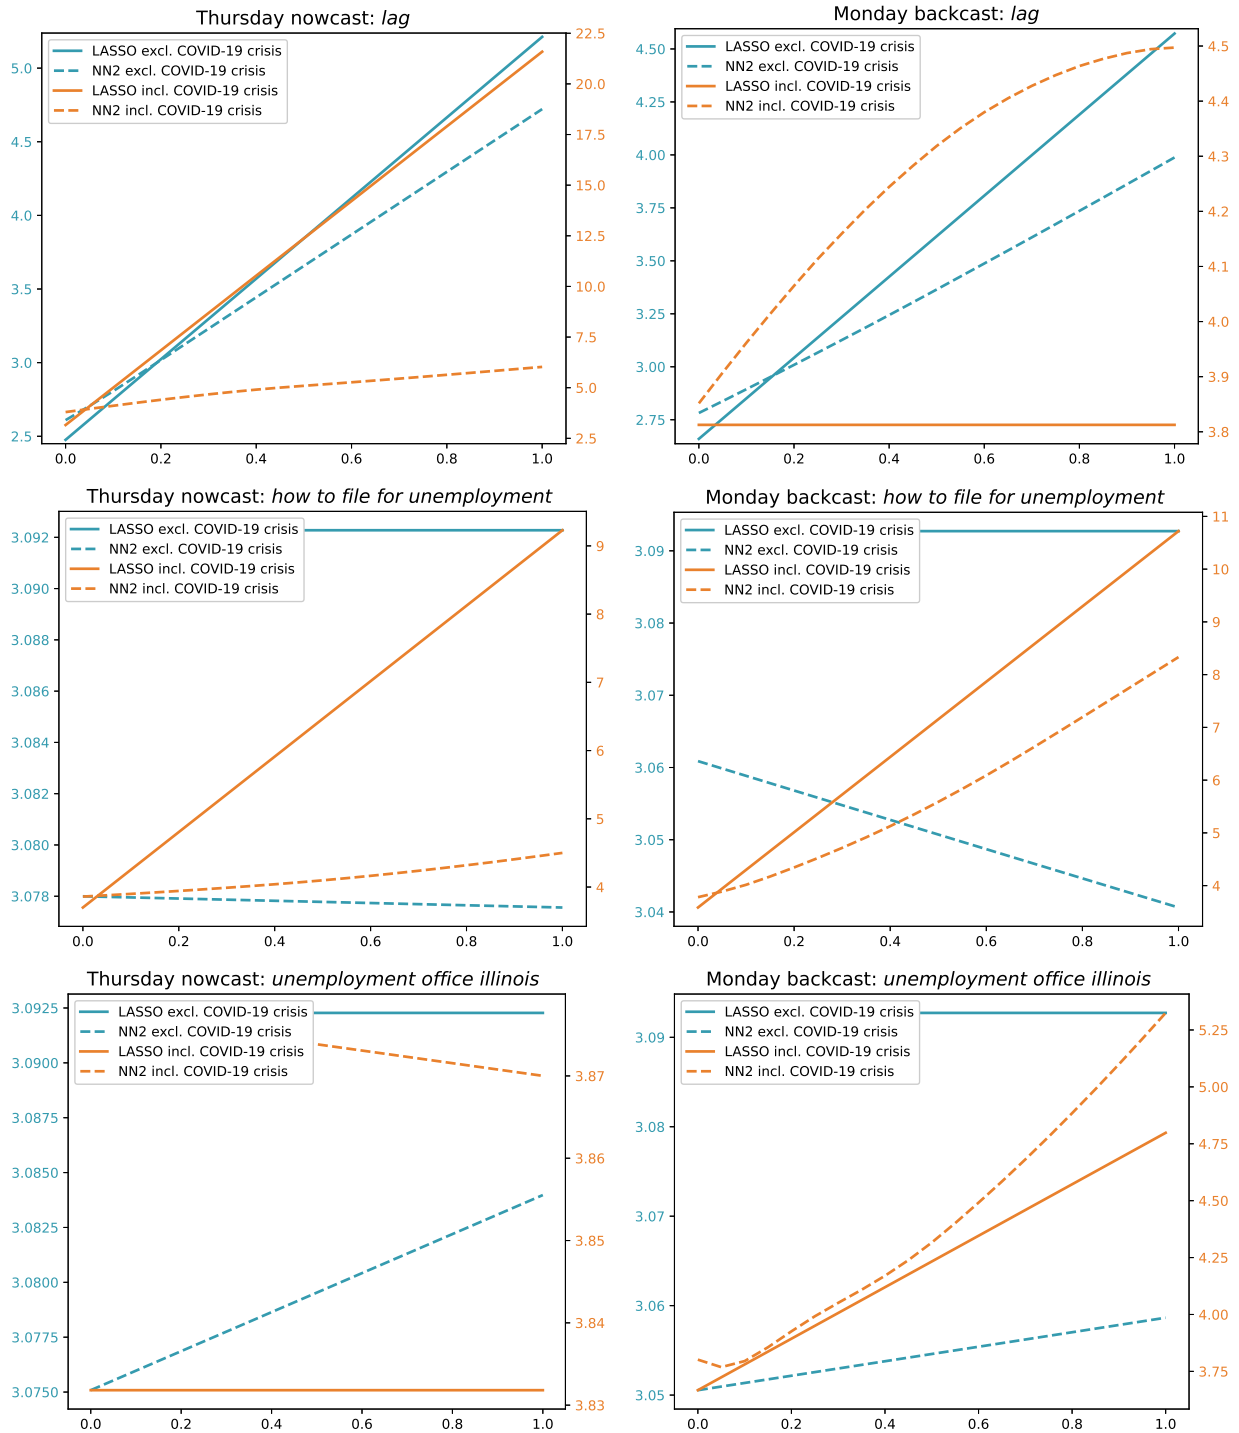 Thursday nowcast: lag
LASSO excl. COVID-19 crisis
NN2 excl. COVID-19 crisis
LASSO incl. COVID-19 crisis
NN2 incl. COVID-19 crisis
5.0
4.5
4.0
3.5
3.0
2.5
22.5
20.0
17.5
15.0
12.5
10.0
7.5
5.0
2.5
0.0 0.2 0.4 0.6 0.8 1.0
Monday backcast: lag
LASSO excl. COVID-19 crisis
NN2 excl. COVID-19 crisis
LASSO incl. COVID-19 crisis
NN2 incl. COVID-19 crisis
4.50
4.25
4.00
3.75
3.50
3.25
3.00
2.75
4.5
4.4
4.3
4.2
4.1
4.0
3.9
3.8
0.0 0.2 0.4 0.6 0.8 1.0
Thursday nowcast: how to file for unemployment
LASSO excl. COVID-19 crisis
NN2 excl. COVID-19 crisis
LASSO incl. COVID-19 crisis
NN2 incl. COVID-19 crisis
3.092
3.090
3.088
3.086
3.084
3.082
3.080
3.078
9
8
7
6
5
4
0.0 0.2 0.4 0.6 0.8 1.0
Monday backcast: how to file for unemployment
LASSO excl. COVID-19 crisis
NN2 excl. COVID-19 crisis
LASSO incl. COVID-19 crisis
NN2 incl. COVID-19 crisis
3.09
3.08
3.07
3.06
3.05
3.04
11
10
9
8
7
6
5
4
0.0 0.2 0.4 0.6 0.8 1.0
Thursday nowcast: unemployment office illinois
LASSO excl. COVID-19 crisis
NN2 excl. COVID-19 crisis
LASSO incl. COVID-19 crisis
NN2 incl. COVID-19 crisis
3.0925
3.0900
3.0875
3.0850
3.0825
3.0800
3.0775
3.0750
3.87
3.86
3.85
3.84
3.83
0.0 0.2 0.4 0.6 0.8 1.0
Monday backcast: unemployment office illinois
LASSO excl. COVID-19 crisis
NN2 excl. COVID-19 crisis
LASSO incl. COVID-19 crisis
NN2 incl. COVID-19 crisis
3.09
3.08
3.07
3.06
3.05
5.25
5.00
4.75
4.50
4.25
4.00
3.75
0.0 0.2 0.4 0.6 0.8 1.0